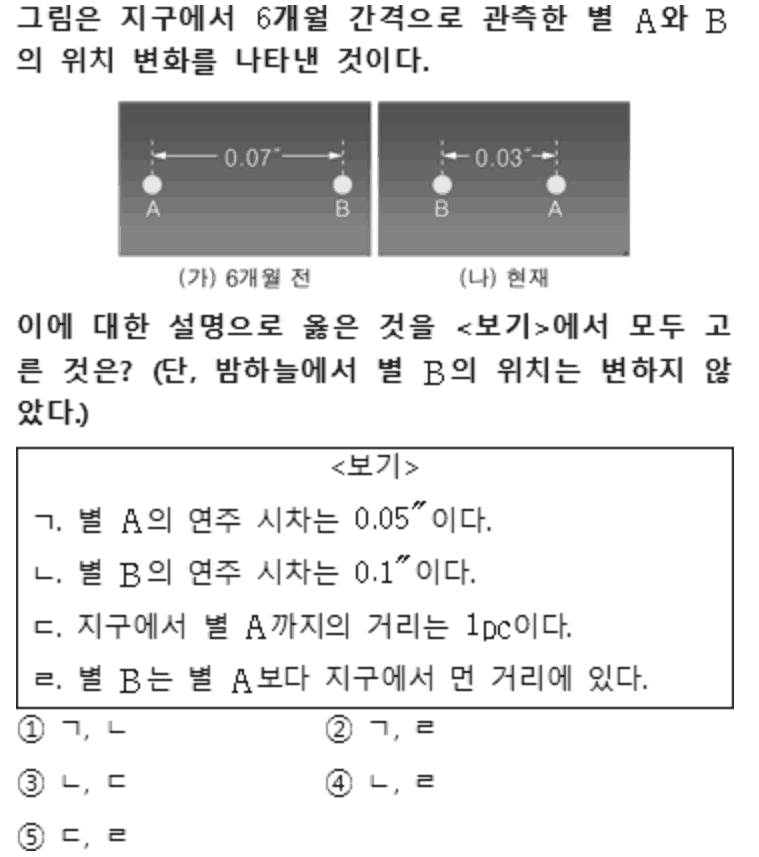 그림은 지구에서 6개월 간격으로 관측한 별 A와 B
의 위치 변화를 나타낸 것이다.
0.07″
A B
(가) 6개월 전
0.03″
B A
(나) 현재
이에 대한 설명으로 옳은 것을 <보기>에서 모두 고
른 것은? (단, 밤하늘에서 별 B의 위치는 변하지 않
았다.)
<보기>
ㄱ. 별 A의 연주 시차는 0.05″이다.
ㄴ. 별 B의 연주 시차는 0.1″이다.
ㄷ. 지구에서 별 A까지의 거리는 1pc이다.
ㄹ. 별 B는 별 A보다 지구에서 먼 거리에 있다.
① ㄱ, ㄴ ② ㄱ, ㄹ
③ ㄴ, ㄷ ④ ㄴ, ㄹ
⑤ ㄷ, ㄹ